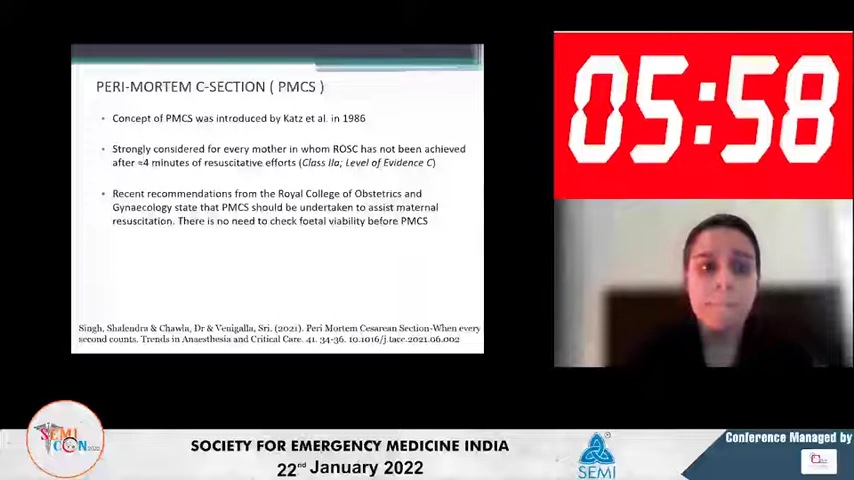 PERI-MORTEM C-SECTION ( PMCS )
• Concept of PMCS was introduced by Katz et al. in 1986
• Strongly considered for every mother in whom ROSC has not been achieved
after ≈4 minutes of resuscitative efforts (Class IIa; Level of Evidence C)
• Recent recommendations from the Royal College of Obstetrics and
Gynaecology state that PMCS should be undertaken to assist maternal
resuscitation. There is no need to check foetal viability before PMCS
Singh, Shalendra & Chawla, Dr & Venigalla, Sri. (2021). Peri Mortem Cesarean Section-When every
second counts. Trends in Anaesthesia and Critical Care. 41. 34-36. 10.1016/j.tacc.2021.06.002
05:58
SEMI
CON 2022
SOCIETY FOR EMERGENCY MEDICINE INDIA
22nd January 2022
SEMI
Conference Managed by